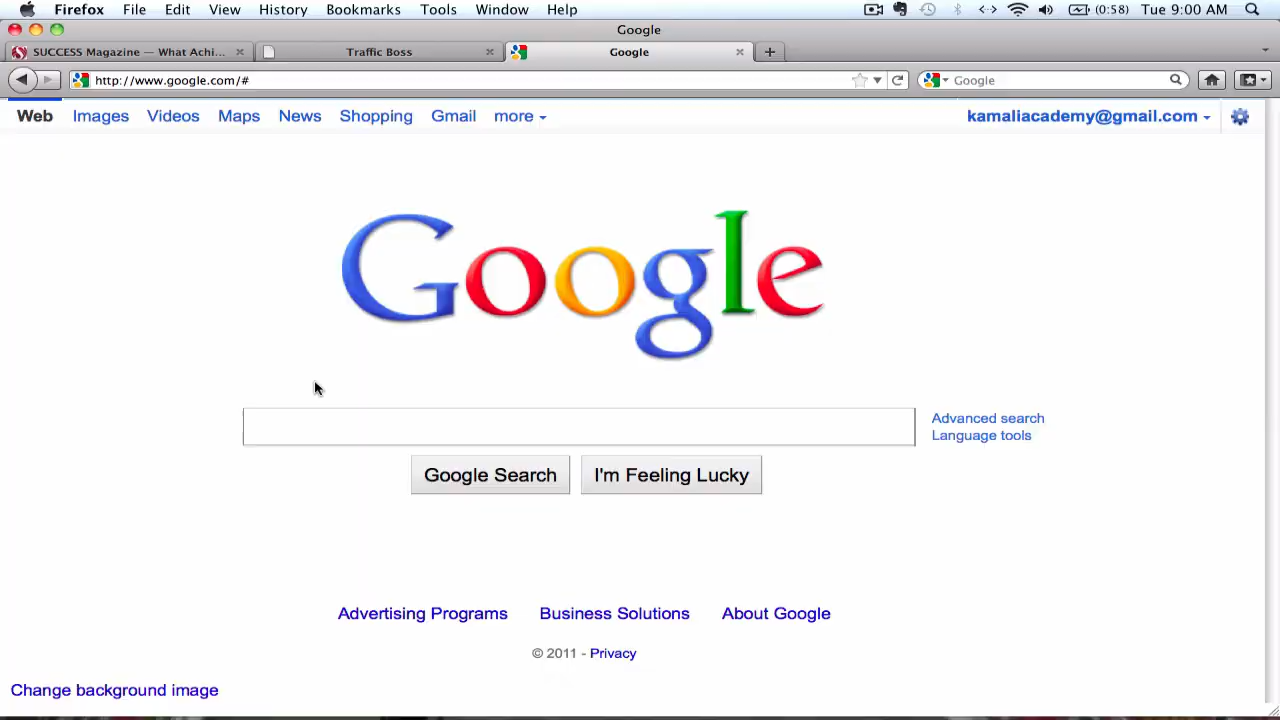 Firefox File Edit View History Bookmarks Tools Window Help (0:58) Tue 9:00 AM
Google
SUCCESS Magazine — What Achi... Traffic Boss Google
http://www.google.com/# Google
Web Images Videos Maps News Shopping Gmail more kamaliacademy@gmail.com
Google
Advanced search
Language tools
Google Search I'm Feeling Lucky
Advertising Programs Business Solutions About Google
© 2011 - Privacy
Change background image